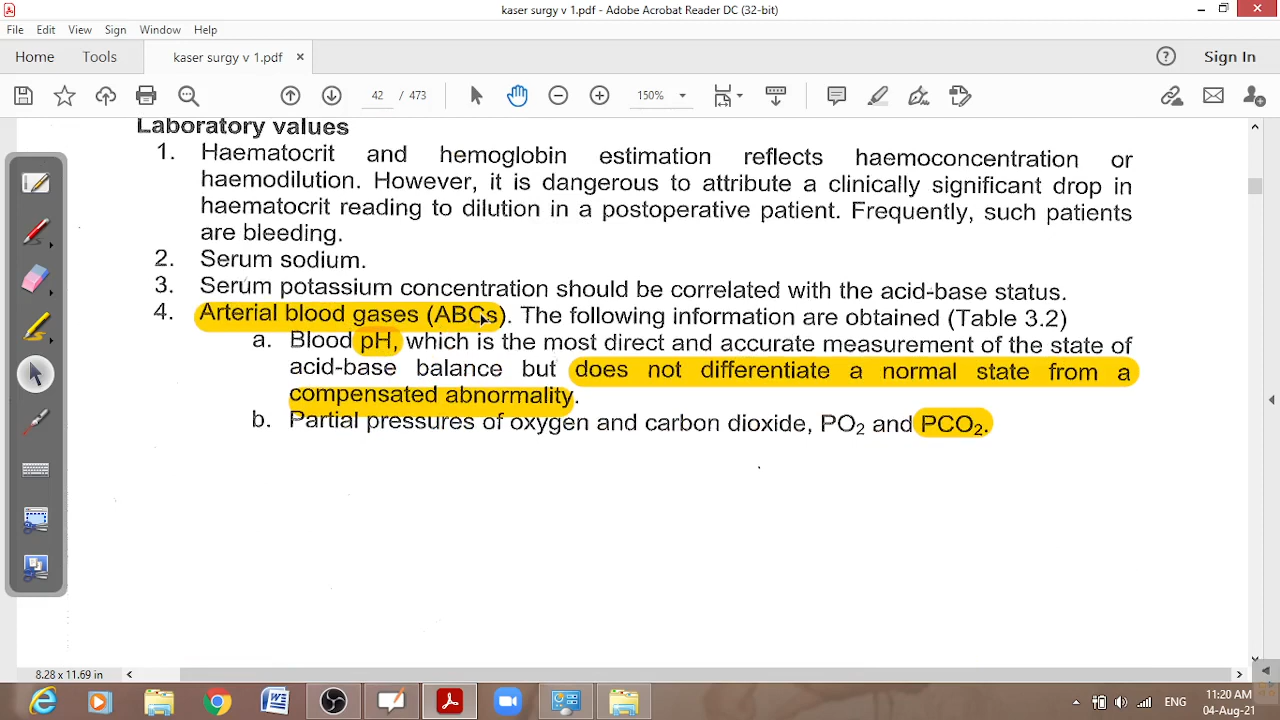 kaser surgy v 1.pdf - Adobe Acrobat Reader DC (32-bit)
File Edit View Sign Window Help
Home Tools kaser surgy v 1.pdf × Sign In
42 / 473 150%
Laboratory values
1. Haematocrit and hemoglobin estimation reflects haemoconcentration or
haemodilution. However, it is dangerous to attribute a clinically significant drop in
haematocrit reading to dilution in a postoperative patient. Frequently, such patients
are bleeding.
2. Serum sodium.
3. Serum potassium concentration should be correlated with the acid-base status.
4. Arterial blood gases (ABCs). The following information are obtained (Table 3.2)
a. Blood pH, which is the most direct and accurate measurement of the state of
acid-base balance but does not differentiate a normal state from a
compensated abnormality.
b. Partial pressures of oxygen and carbon dioxide, PO₂ and PCO₂.
8.28 x 11.69 in
ENG 11:20 AM
04-Aug-21